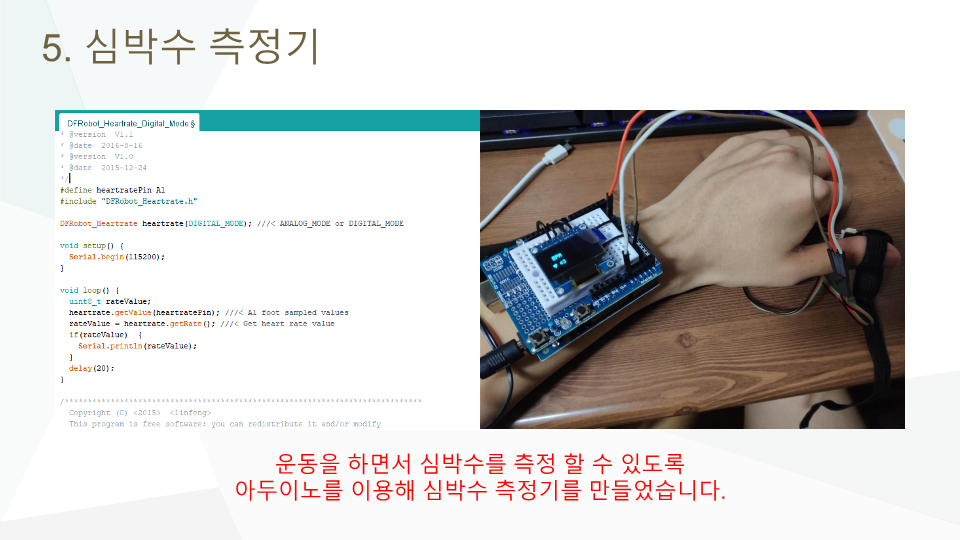 5. 심박수 측정기
DFRobot_Heartrate_Digital_Mode §
* @version  V1.1
* @date  2016-8-16
* @version  V1.0
* @date  2015-12-24
*/
#define heartratePin A1
#include "DFRobot_Heartrate.h"
DFRobot_Heartrate heartrate(DIGITAL_MODE); ///< ANALOG_MODE or DIGITAL_MODE
void setup() {
Serial.begin(115200);
}
void loop() {
uint8_t rateValue;
heartrate.getValue(heartratePin); ///< A1 foot sampled values
rateValue = heartrate.getRate(); ///< Get heart rate value
if(rateValue)  {
Serial.println(rateValue);
}
delay(20);
}
Copyright (C) <2015>  <linfeng>
This program is free software: you can redistribute it and/or modify
BPM
운동을 하면서 심박수를 측정 할 수 있도록
아두이노를 이용해 심박수 측정기를 만들었습니다.